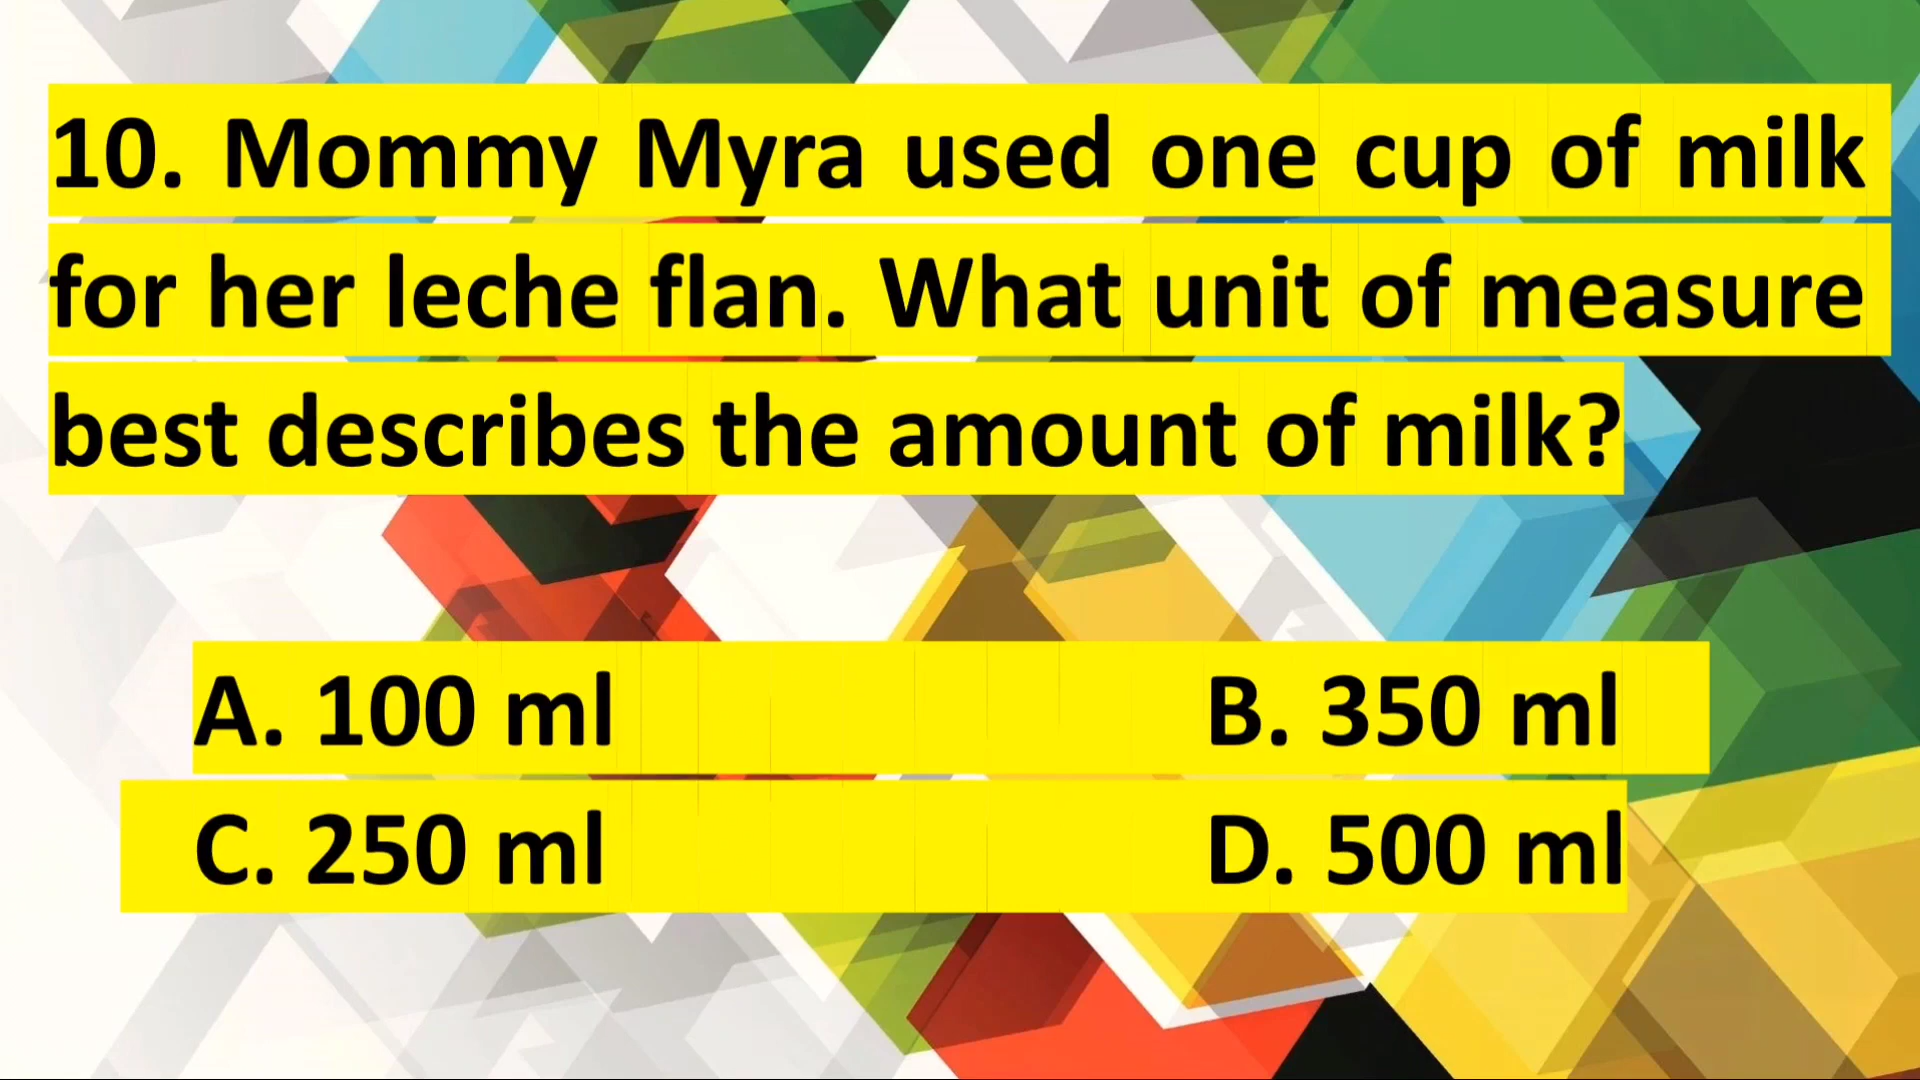 10. Mommy Myra used one cup of milk
for her leche flan. What unit of measure
best describes the amount of milk?
A. 100 ml B. 350 ml
C. 250 ml D. 500 ml